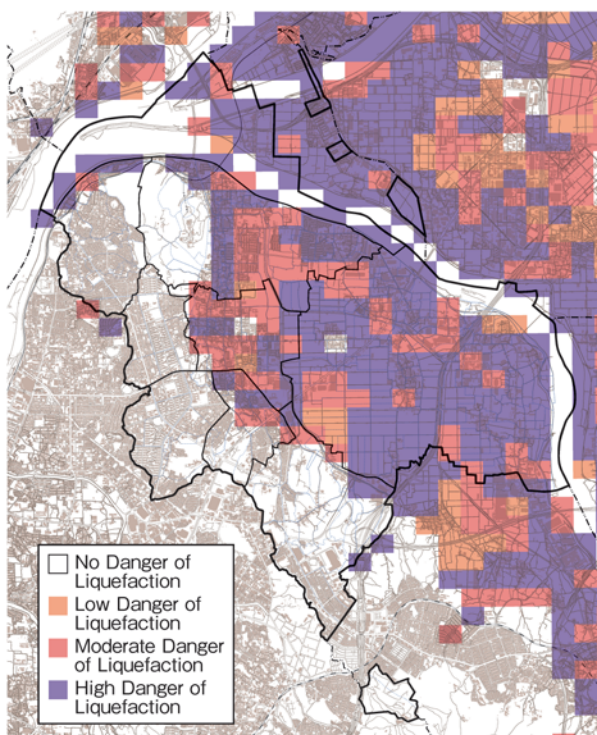 No Danger of
Liquefaction
Low Danger of
Liquefaction
Moderate Danger
of Liquefaction
High Danger of
Liquefaction